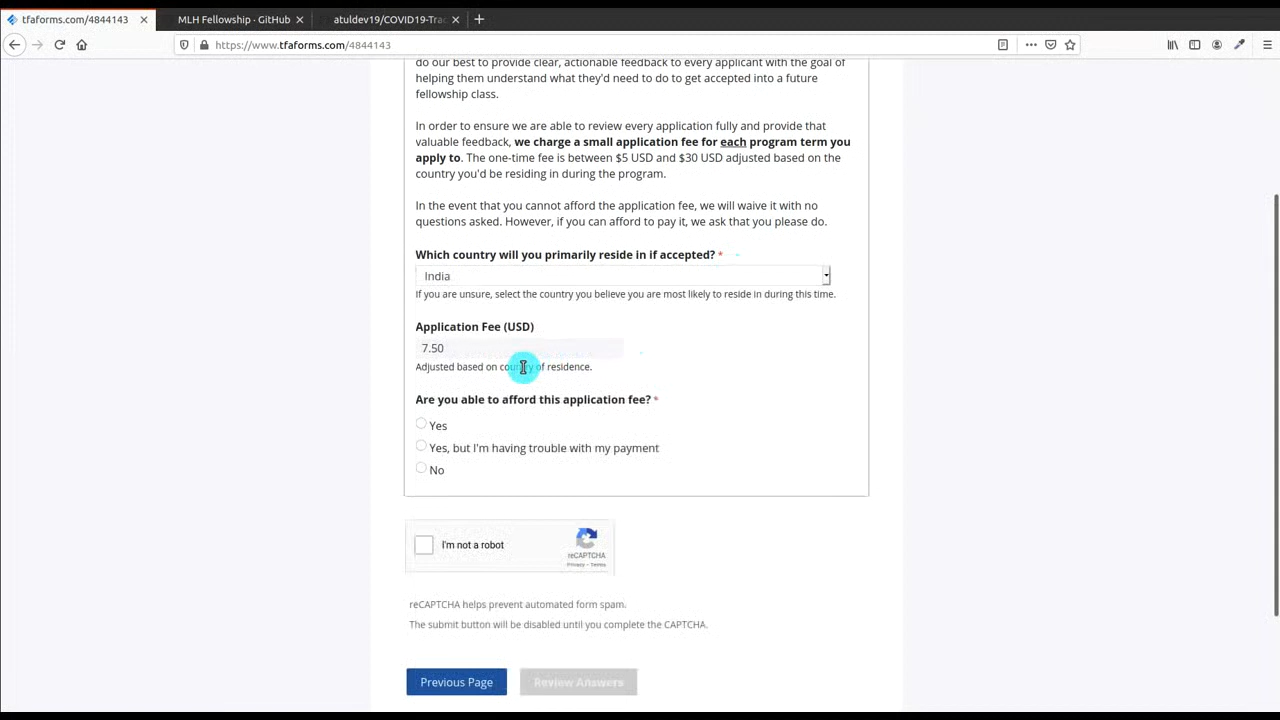 tfaforms.com/4844143
MLH Fellowship · GitHub
atuldev19/COVID19-Tra
https://www.tfaforms.com/4844143
do our best to provide clear, actionable feedback to every applicant with the goal of
helping them understand what they'd need to do to get accepted into a future
fellowship class.
In order to ensure we are able to review every application fully and provide that
valuable feedback, we charge a small application fee for each program term you
apply to. The one-time fee is between $5 USD and $30 USD adjusted based on the
country you'd be residing in during the program.
In the event that you cannot afford the application fee, we will waive it with no
questions asked. However, if you can afford to pay it, we ask that you please do.
Which country will you primarily reside in if accepted? *
India
If you are unsure, select the country you believe you are most likely to reside in during this time.
Application Fee (USD)
7.50
Adjusted based on country of residence.
Are you able to afford this application fee? *
Yes
Yes, but I'm having trouble with my payment
No
I'm not a robot
reCAPTCHA
Privacy - Terms
reCAPTCHA helps prevent automated form spam.
The submit button will be disabled until you complete the CAPTCHA.
Previous Page
Review Answers